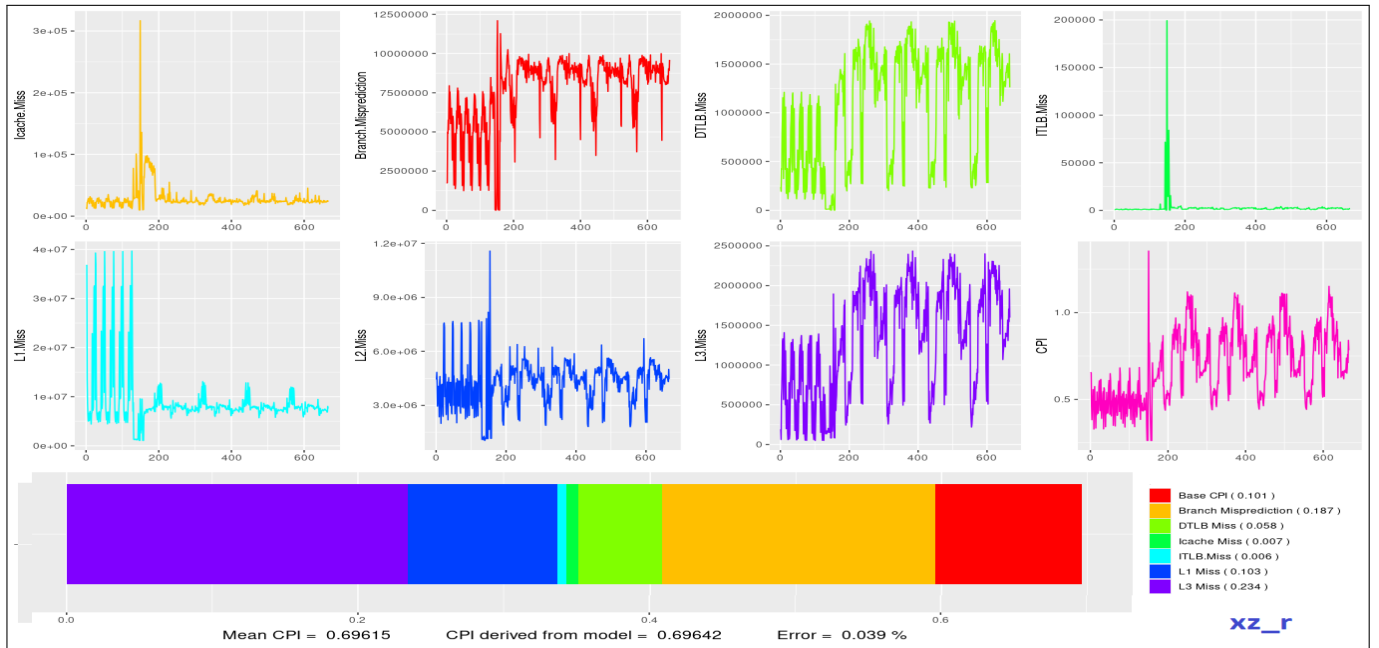 Icache.Miss
3e+05
2e+05
1e+05
0e+00
0 200 400 600
Branch.Misprediction
12500000
10000000
7500000
5000000
2500000
0
0 200 400 600
DTLB.Miss
2000000
1500000
1000000
500000
0
0 200 400 600
ITLB.Miss
200000
150000
100000
50000
0
0 200 400 600
L1.Miss
4e+07
3e+07
2e+07
1e+07
0e+00
0 200 400 600
L2.Miss
1.2e+07
9.0e+06
6.0e+06
3.0e+06
0 200 400 600
L3.Miss
2500000
2000000
1500000
1000000
500000
0
0 200 400 600
CPI
1.0
0.5
0 200 400 600
0.0 0.2 0.4 0.6
Base CPI ( 0.101 )
Branch Misprediction ( 0.187 )
DTLB Miss ( 0.058 )
Icache Miss ( 0.007 )
ITLB.Miss ( 0.006 )
L1 Miss ( 0.103 )
L3 Miss ( 0.234 )
Mean CPI = 0.69615 CPI derived from model = 0.69642 Error = 0.039 %
xz_r